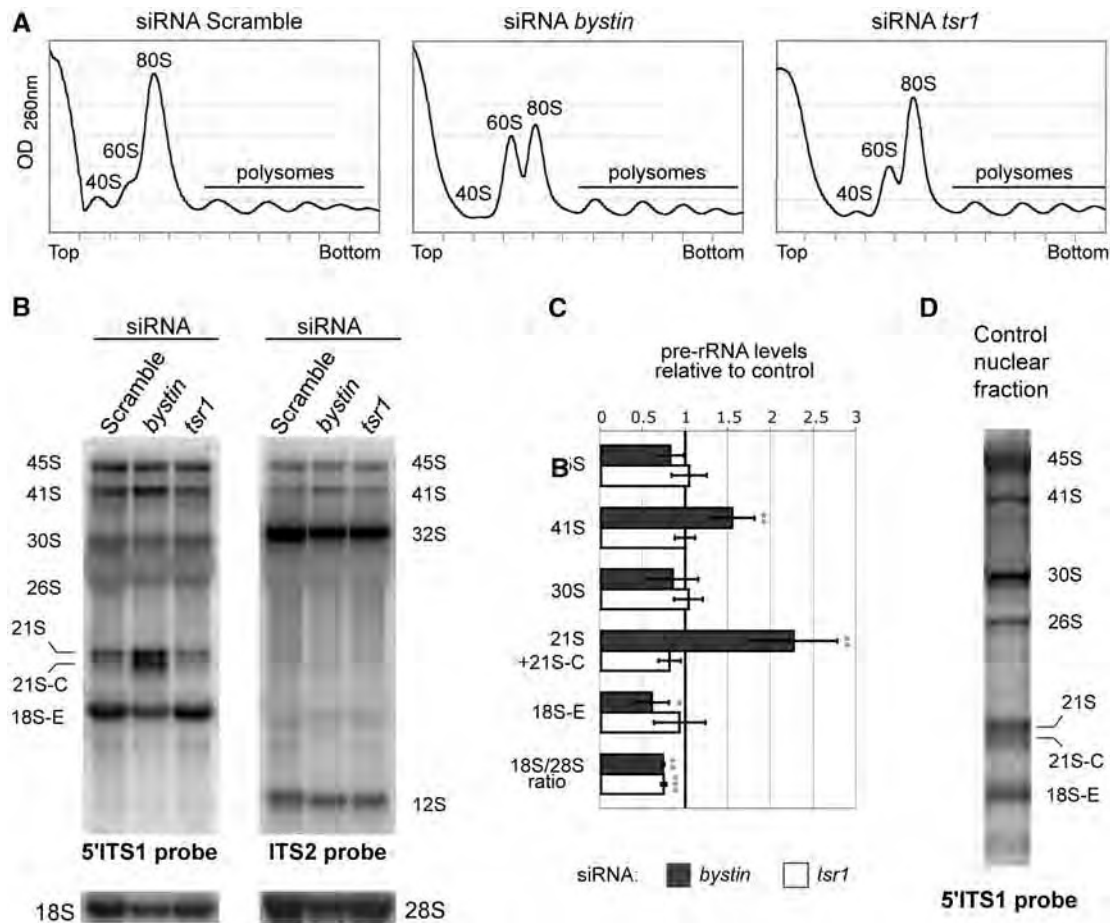 A
siRNA Scramble
siRNA bystin
siRNA tsr1
OD 260nm
40S
60S
80S
polysomes
Top
Bottom
40S
60S
80S
polysomes
Top
Bottom
40S
60S
80S
polysomes
Top
Bottom
B
siRNA
Scramble
bystin
tsr1
45S
41S
30S
26S
21S
21S-C
18S-E
5'ITS1 probe
18S
siRNA
Scramble
bystin
tsr1
45S
41S
32S
12S
ITS2 probe
28S
C
pre-rRNA levels
relative to control
0 0.5 1 1.5 2 2.5 3
B
S
41S
**
30S
21S
+21S-C
**
18S-E
*
18S/28S
ratio
**
***
siRNA: bystin tsr1
D
Control
nuclear
fraction
45S
41S
30S
26S
21S
21S-C
18S-E
5'ITS1 probe